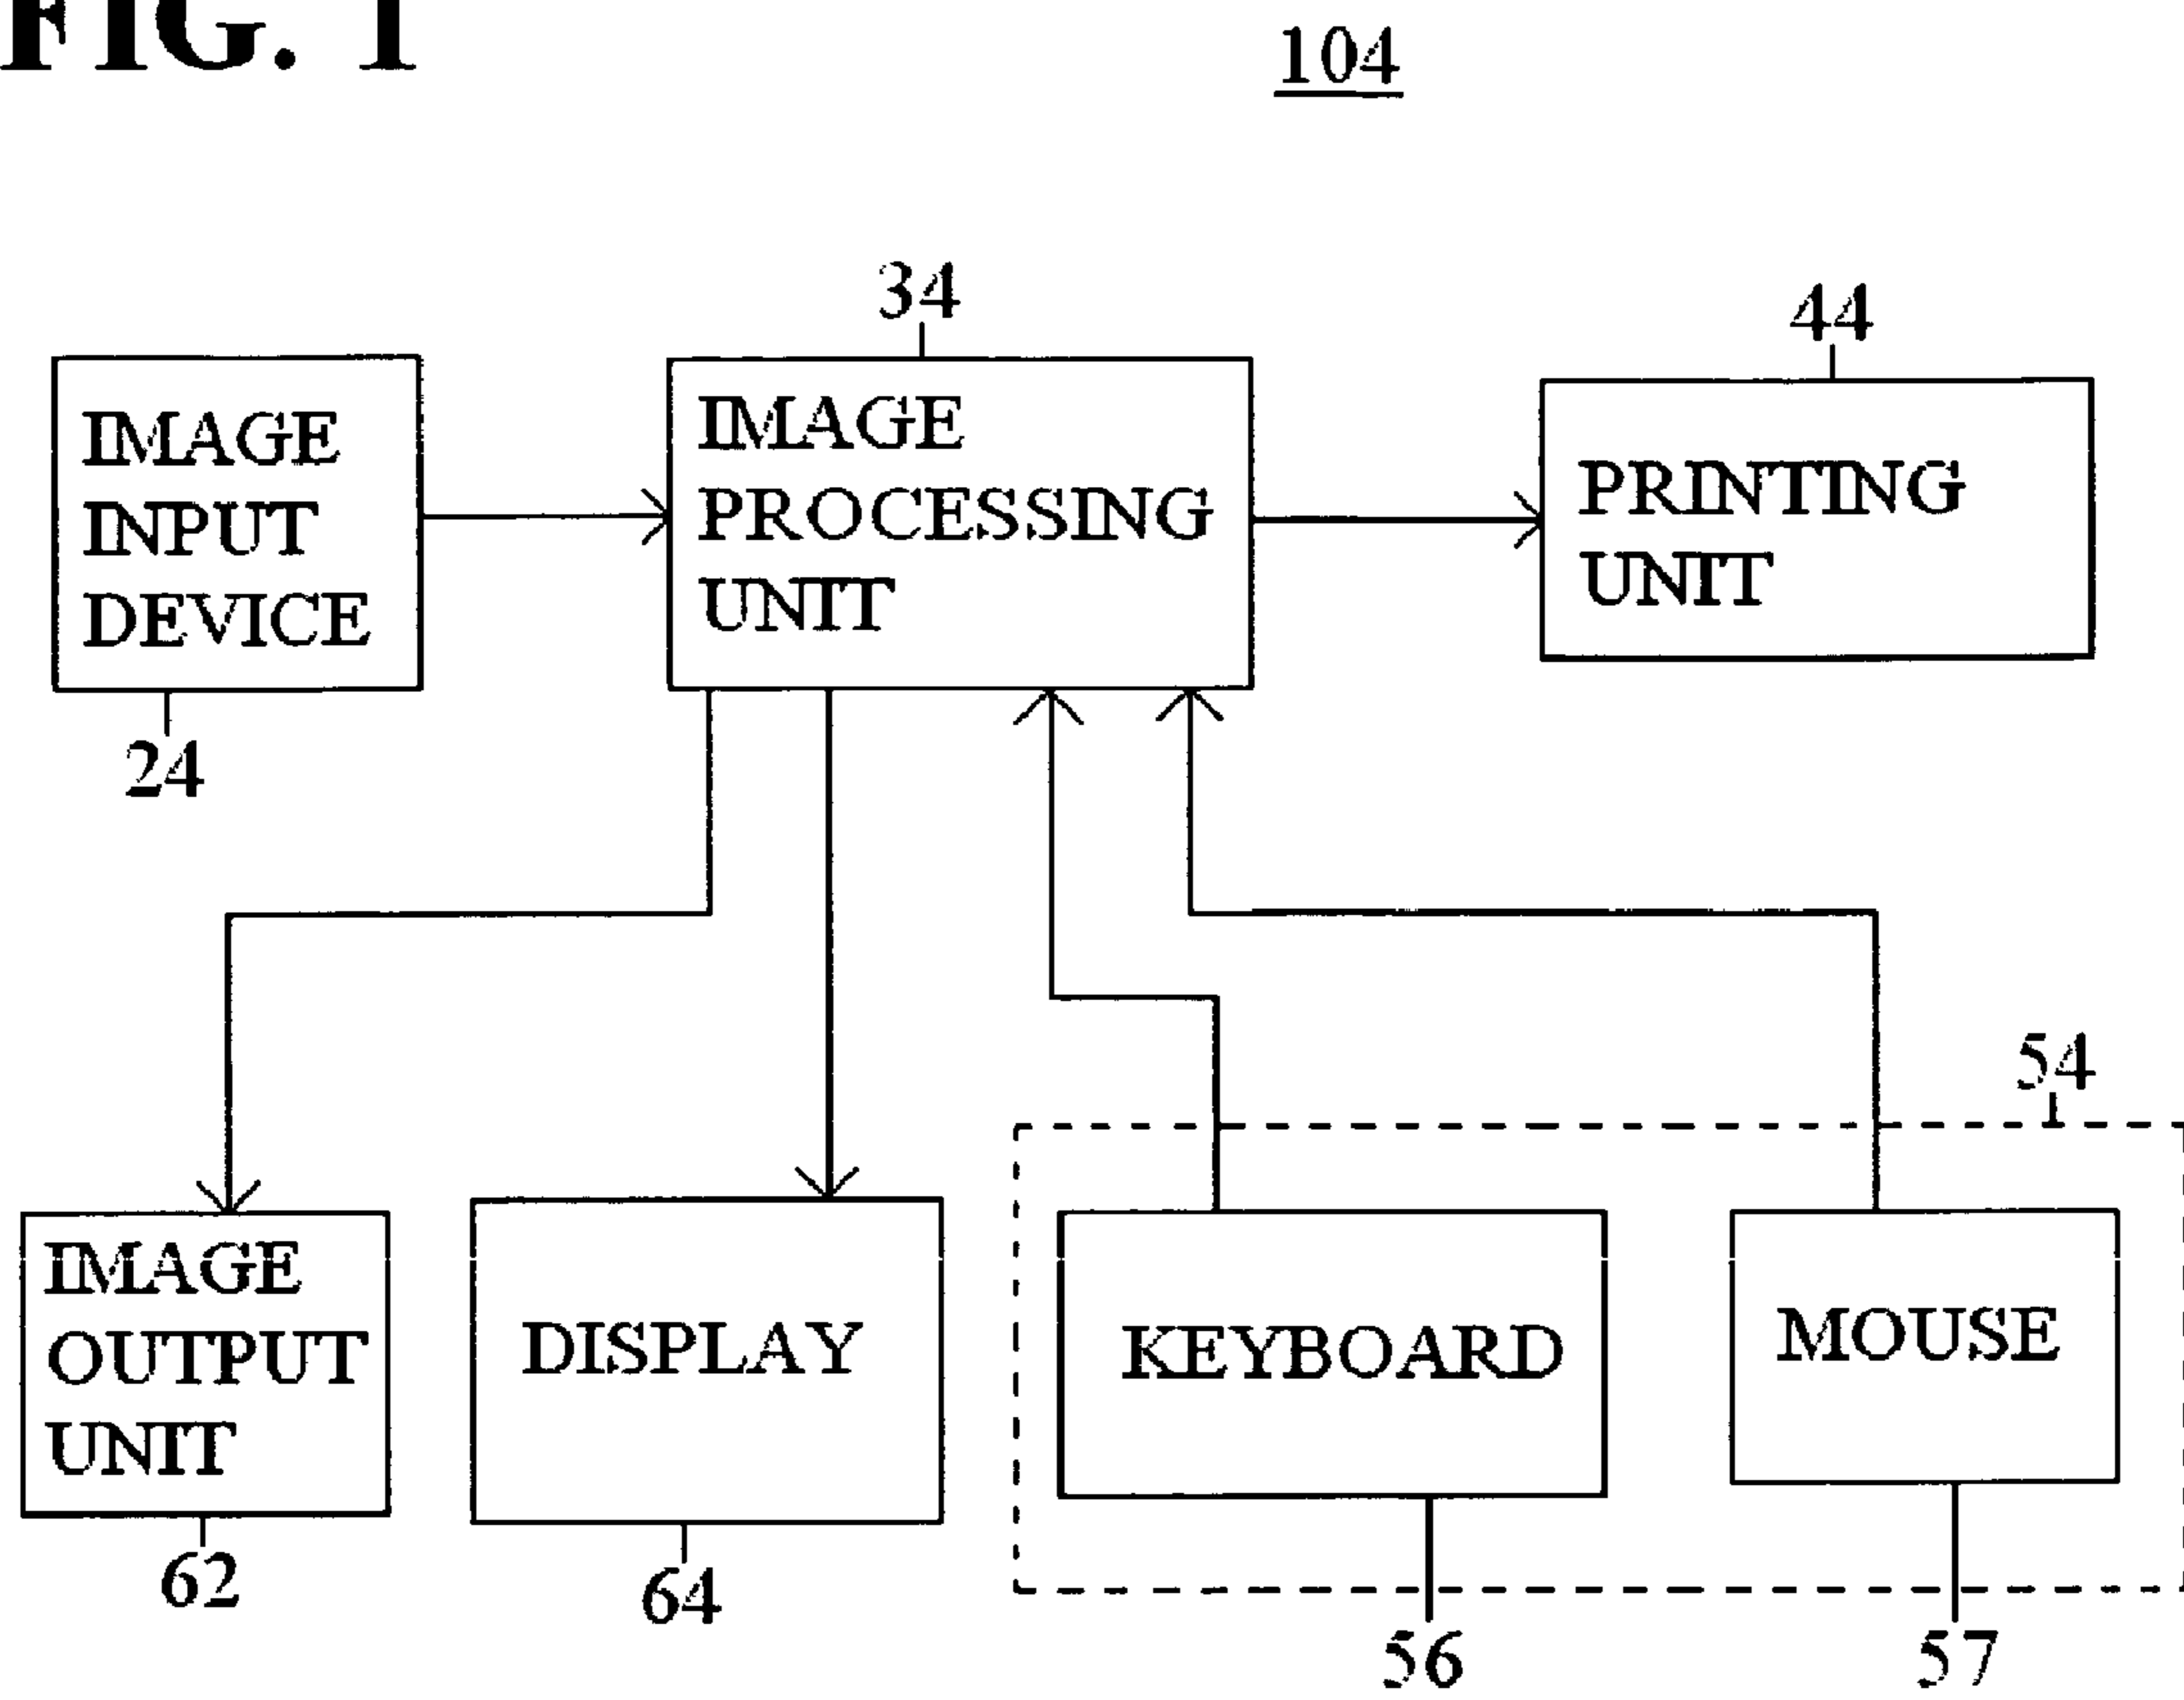 FIG. 1
104
34
44
IMAGE
INPUT
DEVICE
IMAGE
PROCESSING
UNIT
PRINTING
UNIT
24
54
IMAGE
OUTPUT
UNIT
DISPLAY
KEYBOARD
MOUSE
62
64
56
57